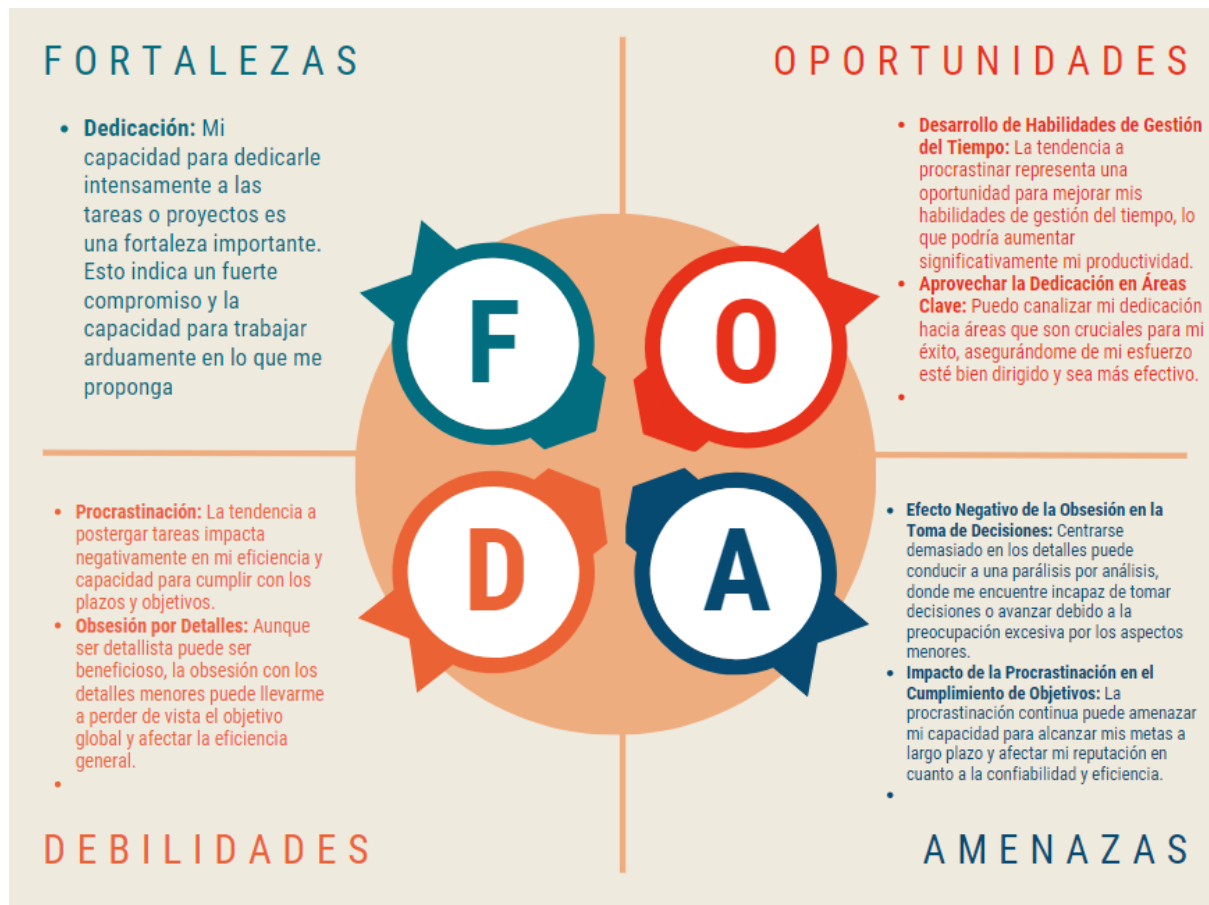 FORTALEZAS
• Dedicación: Mi
capacidad para dedicarle
intensamente a las
tareas o proyectos es
una fortaleza importante.
Esto indica un fuerte
compromiso y la
capacidad para trabajar
arduamente en lo que me
proponga
OPORTUNIDADES
• Desarrollo de Habilidades de Gestión
del Tiempo: La tendencia a
procrastinar representa una
oportunidad para mejorar mis
habilidades de gestión del tiempo, lo
que podría aumentar
significativamente mi productividad.
• Aprovechar la Dedicación en Áreas
Clave: Puedo canalizar mi dedicación
hacia áreas que son cruciales para mi
éxito, asegurándome de mi esfuerzo
esté bien dirigido y sea más efectivo.
•
F
O
D
A
• Procrastinación: La tendencia a
postergar tareas impacta
negativamente en mi eficiencia y
capacidad para cumplir con los
plazos y objetivos.
• Obsesión por Detalles: Aunque
ser detallista puede ser
beneficioso, la obsesión con los
detalles menores puede llevarme
a perder de vista el objetivo
global y afectar la eficiencia
general.
•
DEBILIDADES
• Efecto Negativo de la Obsesión en la
Toma de Decisiones: Centrarse
demasiado en los detalles puede
conducir a una parálisis por análisis,
donde me encuentre incapaz de tomar
decisiones o avanzar debido a la
preocupación excesiva por los aspectos
menores.
• Impacto de la Procrastinación en el
Cumplimiento de Objetivos: La
procrastinación continua puede amenazar
mi capacidad para alcanzar mis metas a
largo plazo y afectar mi reputación en
cuanto a la confiabilidad y eficiencia.
•
AMENAZAS